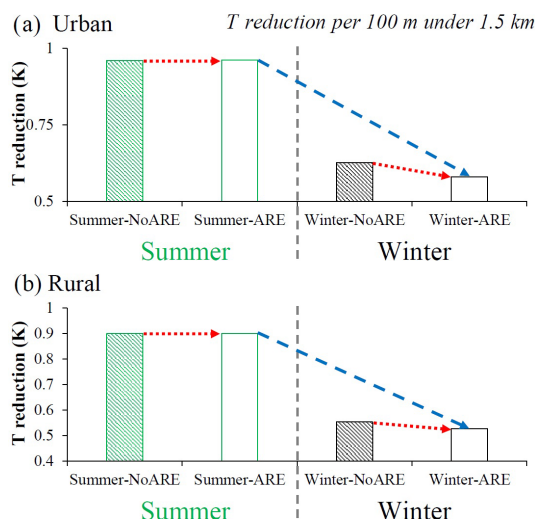 (a) Urban
T reduction per 100 m under 1.5 km
T reduction (K)
1
0.75
0.5
Summer-NoARE Summer-ARE Winter-NoARE Winter-ARE
Summer Winter
(b) Rural
T reduction (K)
1
0.9
0.8
0.7
0.6
0.5
0.4
Summer-NoARE Summer-ARE Winter-NoARE Winter-ARE
Summer Winter